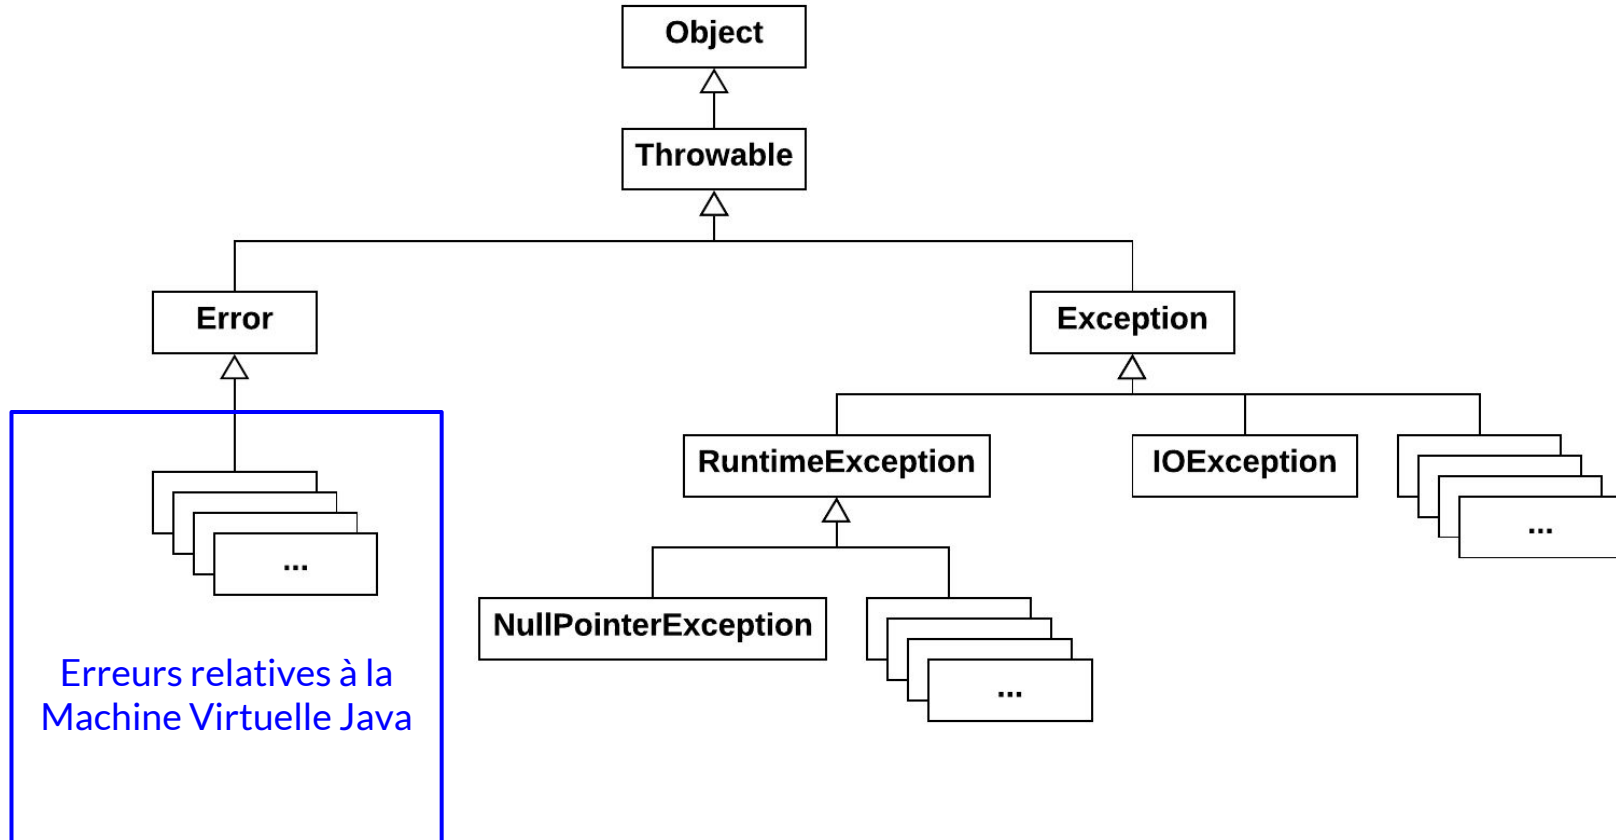 Object
Throwable
Error
Exception
RuntimeException
IOException
...
...
NullPointerException
...
Erreurs relatives à la
Machine Virtuelle Java